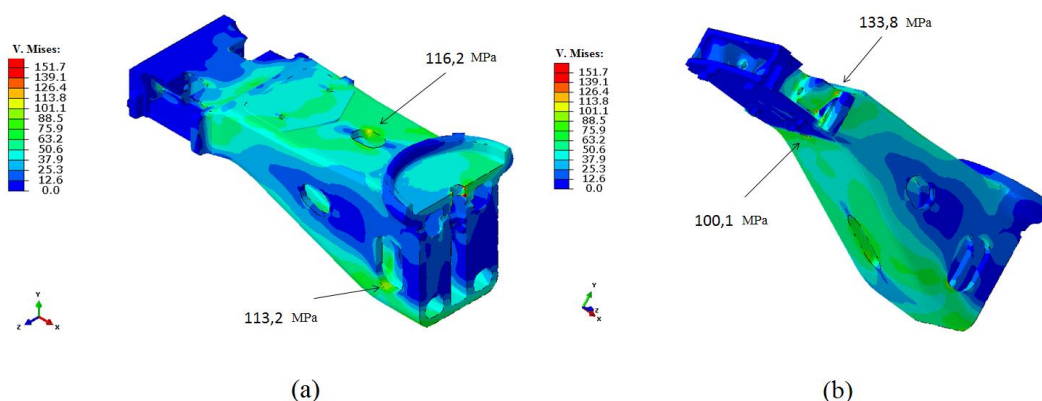 V. Mises:
151.7
139.1
126.4
113.8
101.1
88.5
75.9
63.2
50.6
37.9
25.3
12.6
0.0
116,2 MPa
113,2 MPa
Y
Z
X
(a)
V. Mises:
151.7
139.1
126.4
113.8
101.1
88.5
75.9
63.2
50.6
37.9
25.3
12.6
0.0
133,8 MPa
100,1 MPa
Y
Z
X
(b)